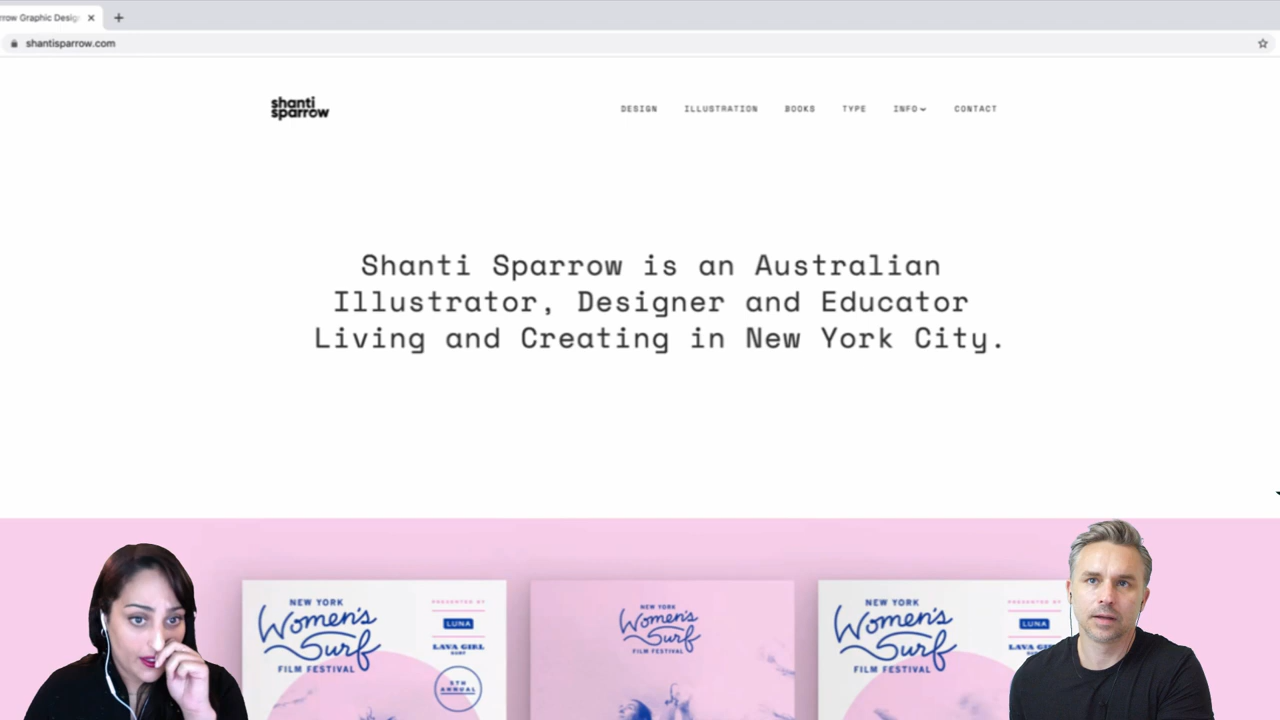 rrow Graphic Desig
shantisparrow.com
shanti
sparrow
DESIGN ILLUSTRATION BOOKS TYPE INFO CONTACT
Shanti Sparrow is an Australian
Illustrator, Designer and Educator
Living and Creating in New York City.
NEW YORK
Women's
Surf
FILM FESTIVAL
PRESENTED BY
LUNA
LAVA GIRL
SURF
5TH
ANNUAL
NEW YORK
Women's
Surf
FILM FESTIVAL
NEW YORK
Women's
Surf
FILM FESTIVAL
PRESENTED BY
LUNA
LAVA GI